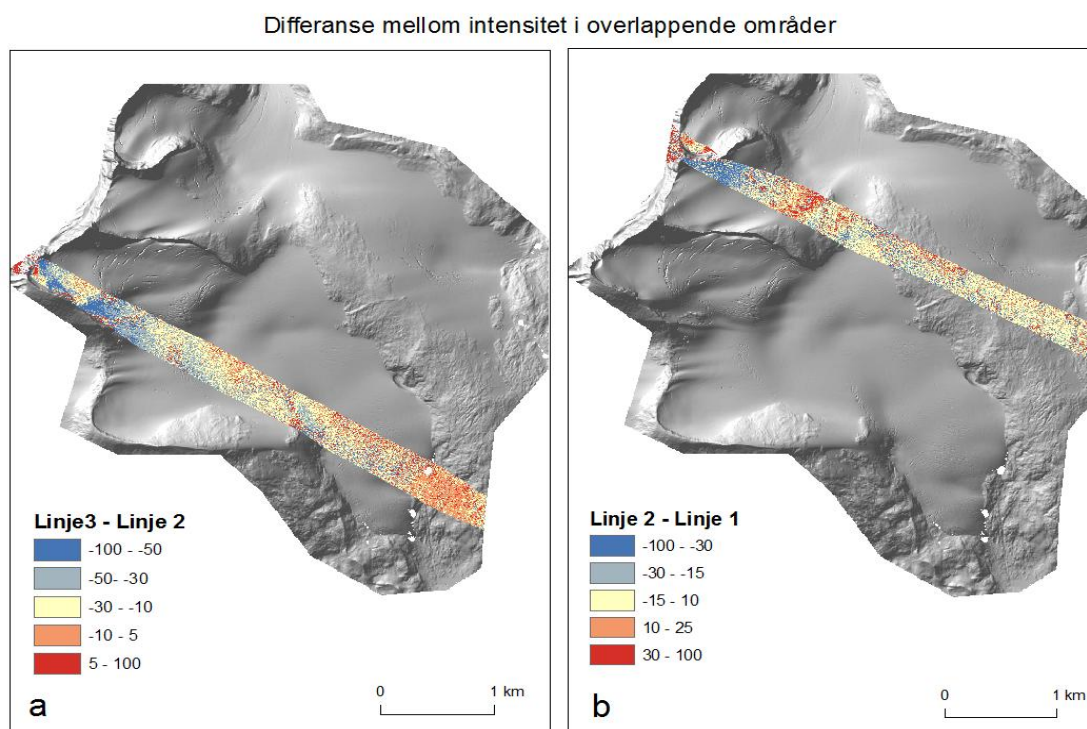 Differanse mellom intensitet i overlappende områder
Linje3 - Linje 2
-100 - -50
-50- -30
-30 - -10
-10 - 5
5 - 100
0 1 km
a
Linje 2 - Linje 1
-100 - -30
-30 - -15
-15 - 10
10 - 25
30 - 100
0 1 km
b